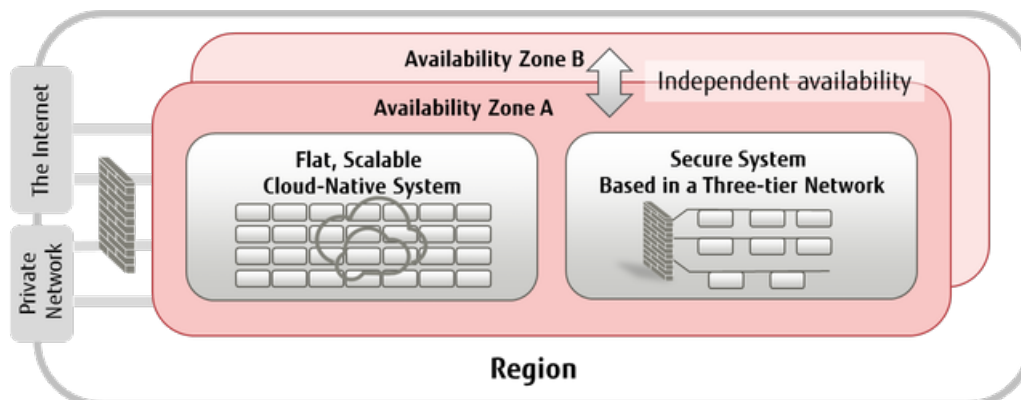 Availability Zone B
Independent availability
Availability Zone A
The Internet
Private
Network
Flat, Scalable
Cloud-Native System
Secure System
Based in a Three-tier Network
Region